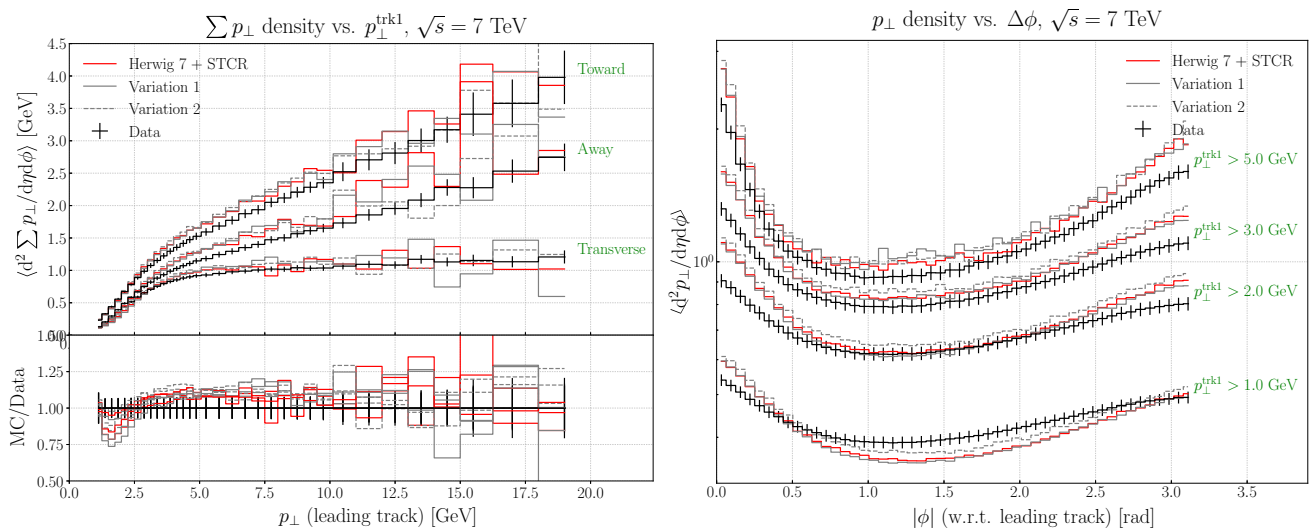 ∑ p⊥ density vs. p⊥^trk1, √s = 7 TeV
⟨d² ∑ p⊥/dηdϕ⟩ [GeV]
4.5
4.0
3.5
3.0
2.5
2.0
1.5
1.0
0.5
0.0
Herwig 7 + STCR
Variation 1
Variation 2
Data
Toward
Away
Transverse
MC/Data
1.50
1.25
1.00
0.75
0.50
0.0 2.5 5.0 7.5 10.0 12.5 15.0 17.5 20.0
p⊥ (leading track) [GeV]
p⊥ density vs. Δϕ, √s = 7 TeV
⟨d²p⊥/dηdϕ⟩
10⁰
Herwig 7 + STCR
Variation 1
Variation 2
Data
p⊥^trk1 > 5.0 GeV
p⊥^trk1 > 3.0 GeV
p⊥^trk1 > 2.0 GeV
p⊥^trk1 > 1.0 GeV
0.0 0.5 1.0 1.5 2.0 2.5 3.0 3.5
|ϕ| (w.r.t. leading track) [rad]